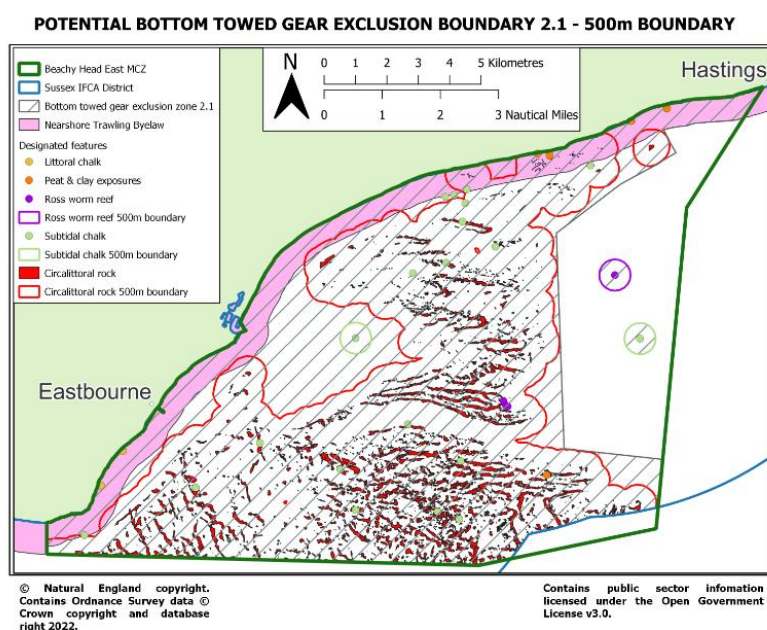 POTENTIAL BOTTOM TOWED GEAR EXCLUSION BOUNDARY 2.1 - 500m BOUNDARY
Beachy Head East MCZ
Sussex IFCA District
Bottom towed gear exclusion zone 2.1
Nearshore Trawling Byelaw
Designated features
Littoral chalk
Peat & clay exposures
Ross worm reef
Ross worm reef 500m boundary
Subtidal chalk
Subtidal chalk 500m boundary
Circalittoral rock
Circalittoral rock 500m boundary
N
0 1 2 3 4 5 Kilometres
0 1 2 3 Nautical Miles
Hastings
Eastbourne
© Natural England copyright.
Contains Ordnance Survey data ©
Crown copyright and database
right 2022.
Contains public sector infomation
licensed under the Open Government
License v3.0.